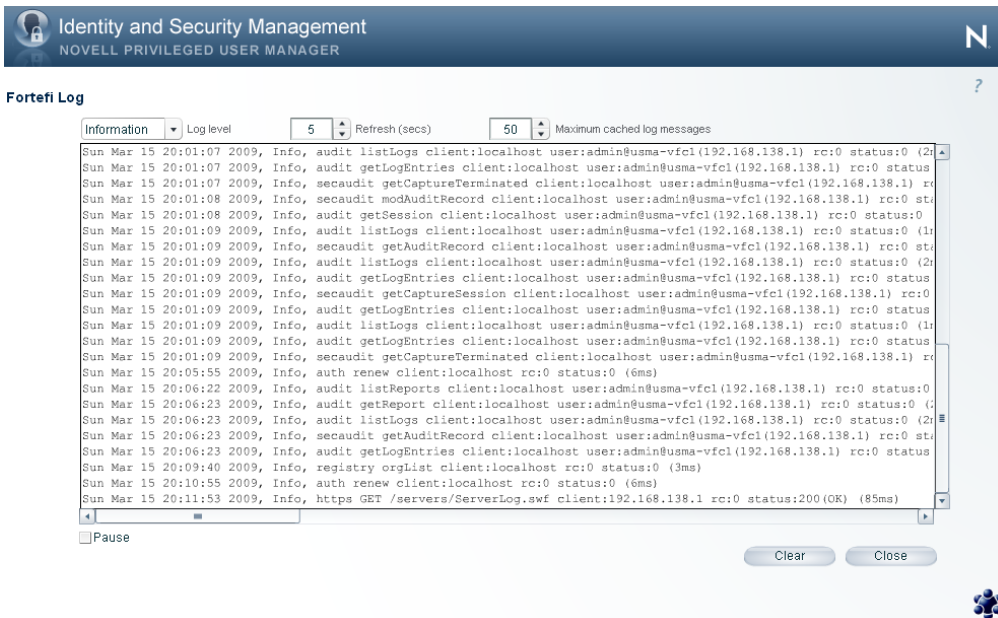 Identity and Security Management
NOVELL PRIVILEGED USER MANAGER
N
?
Fortefi Log
Information Log level 5 Refresh (secs) 50 Maximum cached log messages
Sun Mar 15 20:01:07 2009, Info, audit listLogs client:localhost user:admin@usma-vfc1(192.168.138.1) rc:0 status:0 (2
Sun Mar 15 20:01:07 2009, Info, audit getLogEntries client:localhost user:admin@usma-vfc1(192.168.138.1) rc:0 status
Sun Mar 15 20:01:07 2009, Info, secaudit getCaptureTerminated client:localhost user:admin@usma-vfc1(192.168.138.1) r
Sun Mar 15 20:01:08 2009, Info, secaudit modAuditRecord client:localhost user:admin@usma-vfc1(192.168.138.1) rc:0 st
Sun Mar 15 20:01:08 2009, Info, audit getSession client:localhost user:admin@usma-vfc1(192.168.138.1) rc:0 status:0
Sun Mar 15 20:01:09 2009, Info, audit listLogs client:localhost user:admin@usma-vfc1(192.168.138.1) rc:0 status:0 (1
Sun Mar 15 20:01:09 2009, Info, secaudit getAuditRecord client:localhost user:admin@usma-vfc1(192.168.138.1) rc:0 st
Sun Mar 15 20:01:09 2009, Info, audit listLogs client:localhost user:admin@usma-vfc1(192.168.138.1) rc:0 status:0 (2
Sun Mar 15 20:01:09 2009, Info, audit getLogEntries client:localhost user:admin@usma-vfc1(192.168.138.1) rc:0 status
Sun Mar 15 20:01:09 2009, Info, secaudit getCaptureSession client:localhost user:admin@usma-vfc1(192.168.138.1) rc:0
Sun Mar 15 20:01:09 2009, Info, audit getLogEntries client:localhost user:admin@usma-vfc1(192.168.138.1) rc:0 status
Sun Mar 15 20:01:09 2009, Info, audit listLogs client:localhost user:admin@usma-vfc1(192.168.138.1) rc:0 status:0 (1
Sun Mar 15 20:01:09 2009, Info, audit getLogEntries client:localhost user:admin@usma-vfc1(192.168.138.1) rc:0 status
Sun Mar 15 20:01:09 2009, Info, secaudit getCaptureTerminated client:localhost user:admin@usma-vfc1(192.168.138.1) r
Sun Mar 15 20:05:55 2009, Info, auth renew client:localhost rc:0 status:0 (6ms)
Sun Mar 15 20:06:22 2009, Info, audit listReports client:localhost user:admin@usma-vfc1(192.168.138.1) rc:0 status:0
Sun Mar 15 20:06:23 2009, Info, audit getReport client:localhost user:admin@usma-vfc1(192.168.138.1) rc:0 status:0 (
Sun Mar 15 20:06:23 2009, Info, audit listLogs client:localhost user:admin@usma-vfc1(192.168.138.1) rc:0 status:0 (2
Sun Mar 15 20:06:23 2009, Info, secaudit getAuditRecord client:localhost user:admin@usma-vfc1(192.168.138.1) rc:0 st
Sun Mar 15 20:06:23 2009, Info, audit getLogEntries client:localhost user:admin@usma-vfc1(192.168.138.1) rc:0 status
Sun Mar 15 20:09:40 2009, Info, registry orgList client:localhost rc:0 status:0 (3ms)
Sun Mar 15 20:10:55 2009, Info, auth renew client:localhost rc:0 status:0 (6ms)
Sun Mar 15 20:11:53 2009, Info, https GET /servers/ServerLog.swf client:192.168.138.1 rc:0 status:200(OK) (85ms)
Pause
Clear Close